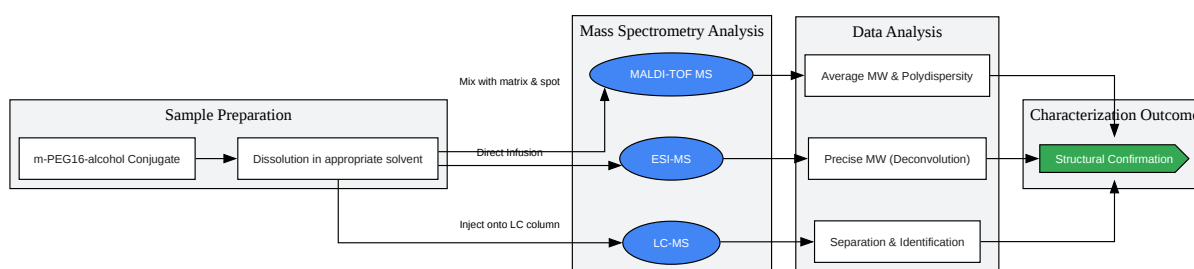 Mass Spectrometry Analysis
Data Analysis
MALDI-TOF MS
Average MW & Polydispersity
Mix with matrix & spot
Sample Preparation
Characterization Outcome
m-PEG16-alcohol Conjugate
Dissolution in appropriate solvent
Direct Infusion
ESI-MS
Precise MW (Deconvolution)
Structural Confirmation
Inject onto LC column
LC-MS
Separation & Identification